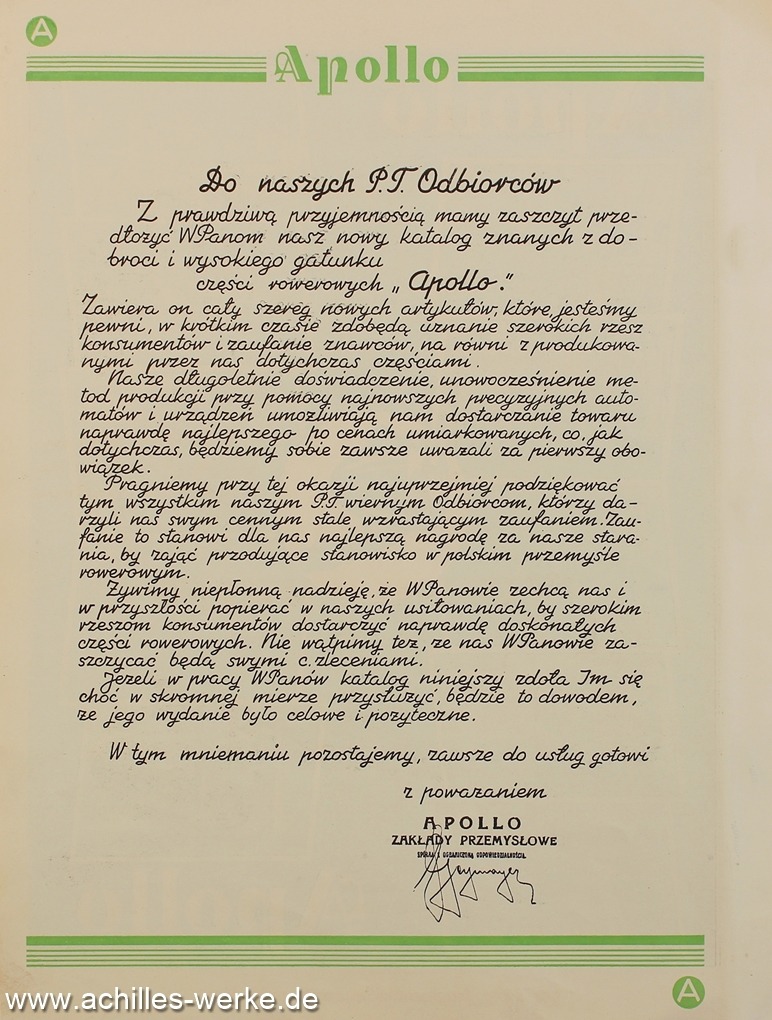 A
Apollo
Do naszych P.T. Odbiorców
Z prawdziwą przyjemnością mamy zaszczyt prze-
dłożyć WPanom nasz nowy katalog znanych z do-
broci i wysokiego gatunku
części rowerowych „Apollo."
Zawiera on cały szereg nowych artykułów, które, jesteśmy
pewni, w krótkim czasie zdobędą uznanie szerokich rzesz
konsumentów i zaufanie znawców, na równi z produkowa-
nymi przez nas dotychczas częściami.
Nasze długoletnie doświadczenie, unowocześnienie me-
tod produkcji przy pomocy najnowszych precyzyjnych auto-
matów i urządzeń umożliwiają nam dostarczanie towaru
naprawdę najlepszego po cenach umiarkowanych, co, jak
dotychczas, będziemy sobie zawsze uważali za pierwszy obo-
wiązek.
Pragniemy przy tej okazji najuprzejmiej podziękować
tym wszystkim naszym P.T. wiernym Odbiorcom, którzy da-
rzyli nas swym cennym stale, wzrastającym zaufaniem. Zau-
fanie to stanowi dla nas najlepszą nagrodę za nasze stara-
nia, by zająć przodujące stanowisko w polskim przemyśle
rowerowym.
Żywimy niepłonną nadzieję, że WPanowie zechcą nas i
w przyszłości popierać w naszych usiłowaniach, by szerokim
rzeszom konsumentów dostarczyć naprawdę doskonałych
części rowerowych. Nie wątpimy też, że nas WPanowie za-
szczycać będą swymi c. zleceniami.
Jeżeli w pracy WPanów katalog niniejszy zdoła Im się
choć w skromnej mierze przysłużyć, będzie to dowodem,
że jego wydanie było celowe i pożyteczne.
W tym mniemaniu pozostajemy, zawsze do usług gotowi
z poważaniem
APOLLO
ZAKŁADY PRZEMYSŁOWE
SPÓŁKA Z OGRANICZONĄ ODPOWIEDZIALNOŚCIĄ
A
www.achilles-werke.de